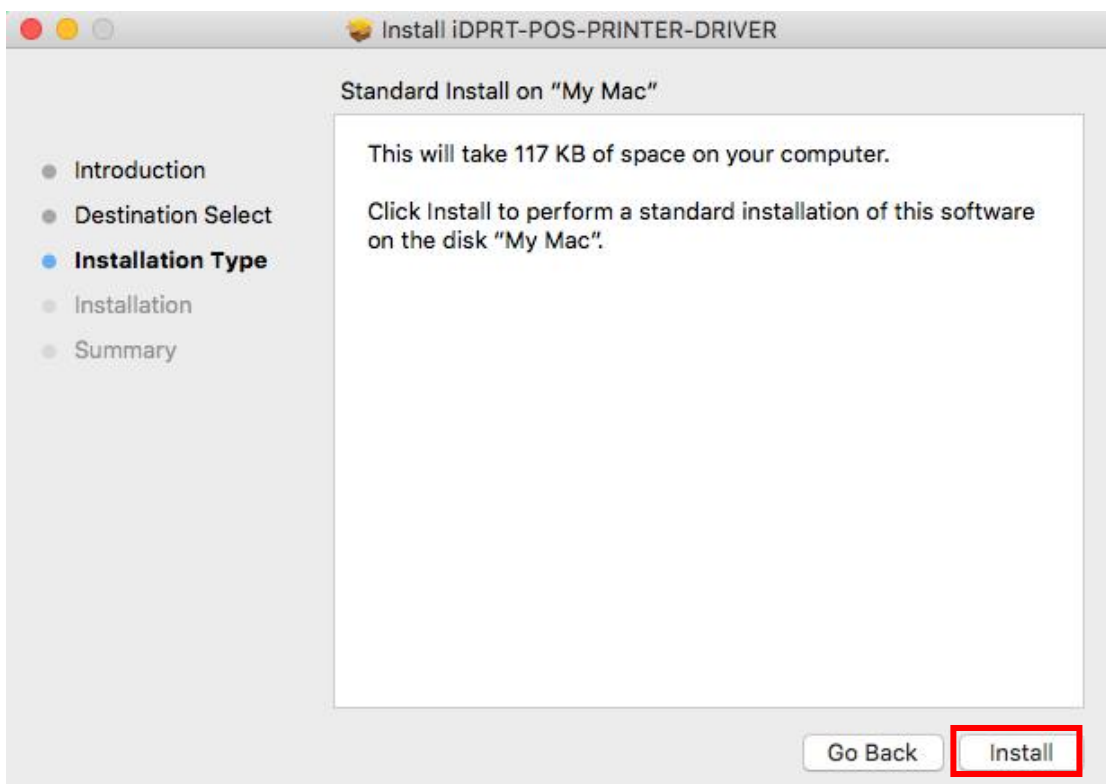 Install iDPRT-POS-PRINTER-DRIVER
Standard Install on “My Mac”
Introduction
Destination Select
Installation Type
Installation
Summary
This will take 117 KB of space on your computer.
Click Install to perform a standard installation of this software
on the disk “My Mac”.
Go Back
Install